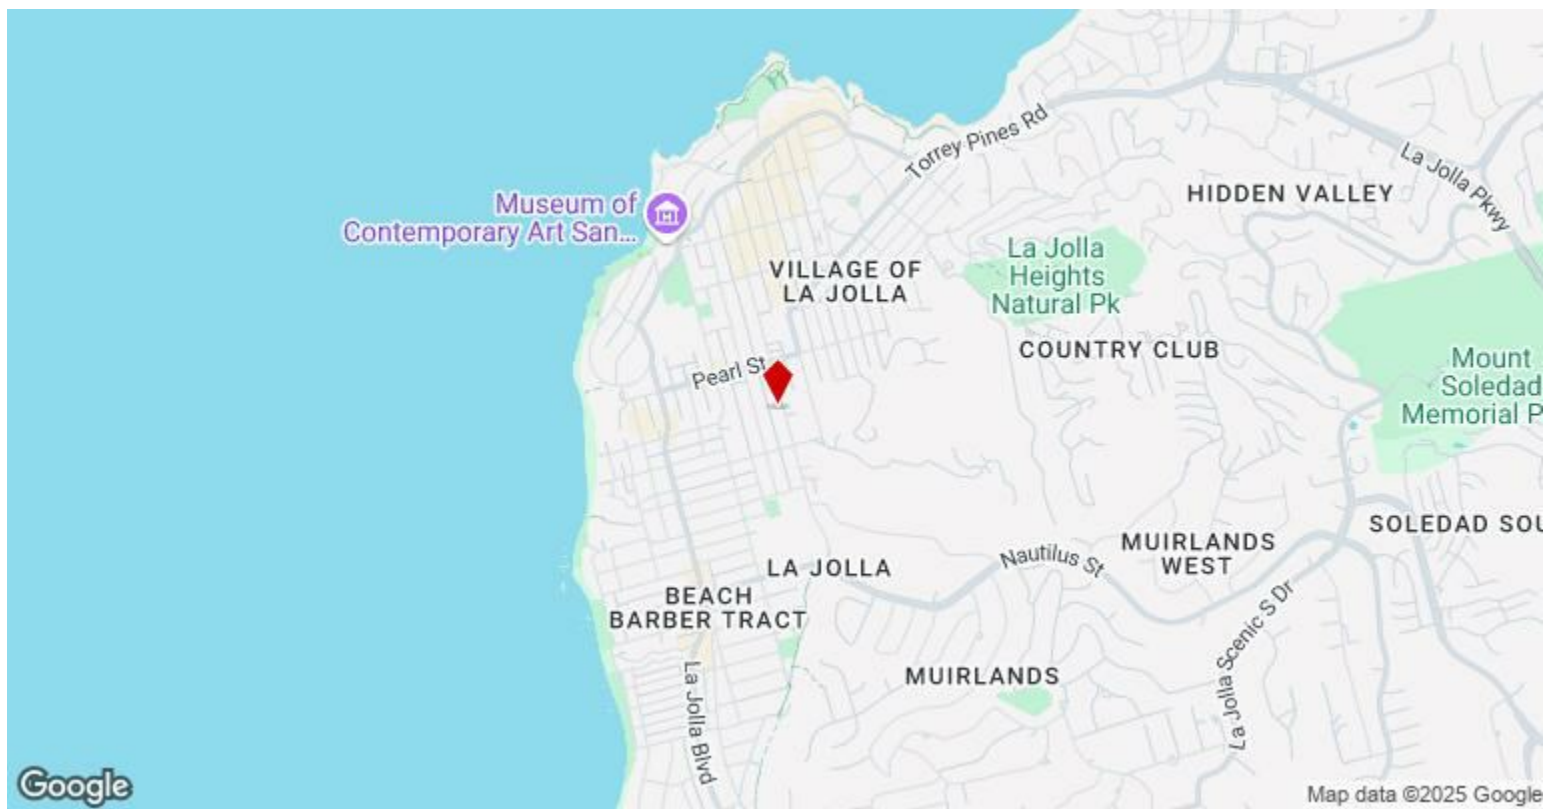 Torrey Pines Rd
La Jolla Pkwy
HIDDEN VALLEY
Museum of
Contemporary Art San...
VILLAGE OF
LA JOLLA
La Jolla
Heights
Natural Pk
COUNTRY CLUB
Mount
Soledad
Memorial P
Pearl St
SOLEDAD SOU
MUIRLANDS
WEST
Nautilus St
LA JOLLA
BEACH
BARBER TRACT
La Jolla Scenic S Dr
MUIRLANDS
La Jolla Blvd
Google
Map data ©2025 Google